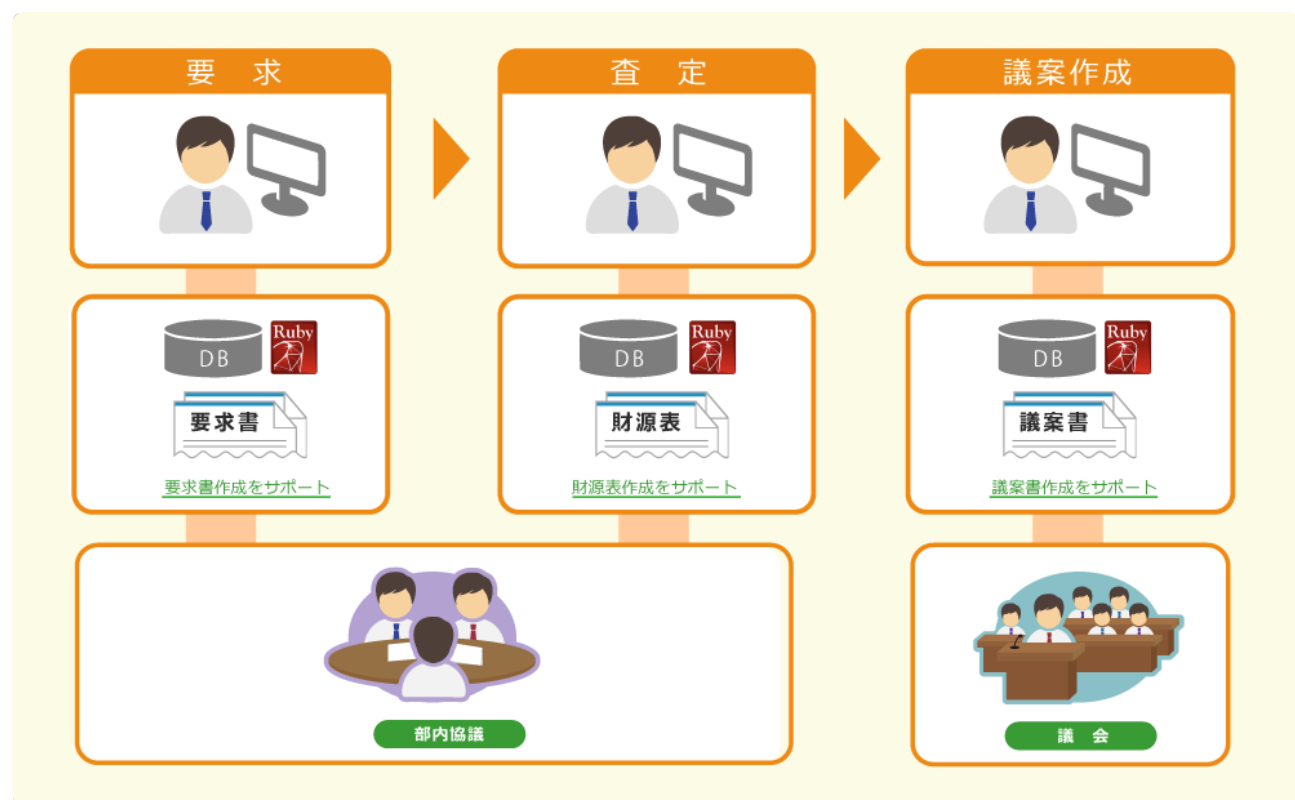 要　求
査　定
議案作成
DB
Ruby
要求書
要求書作成をサポート
DB
Ruby
財源表
財源表作成をサポート
DB
Ruby
議案書
議案書作成をサポート
部内協議
議　会